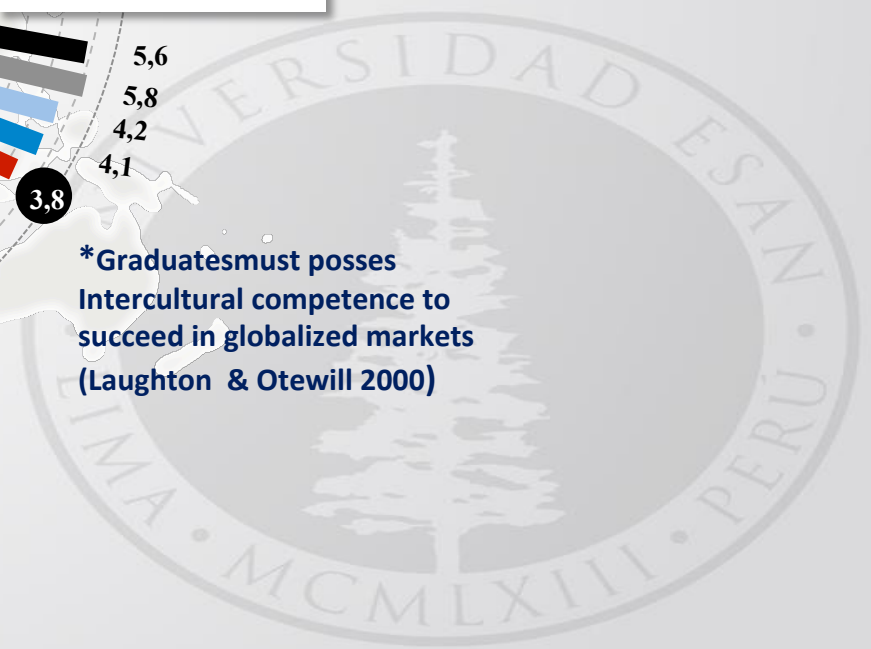 5,6
5,8
4,2
4,1
3,8
*Graduatesmust posses
Intercultural competence to
succeed in globalized markets
(Laughton & Otewill 2000)
UNIVERSIDAD ESAN • LIMA • MCMLXIII • PERÚ •